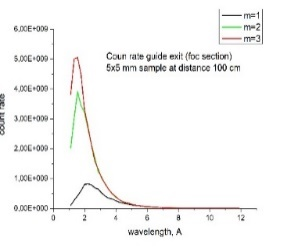 m=1
m=2
m=3
6,00E+009
Coun rate guide exit (foc section)
5x5 mm sample at distance 100 cm
5,00E+009
4,00E+009
3,00E+009
2,00E+009
1,00E+009
0,00E+000
count rate
0 2 4 6 8 10 12
wavelength, A